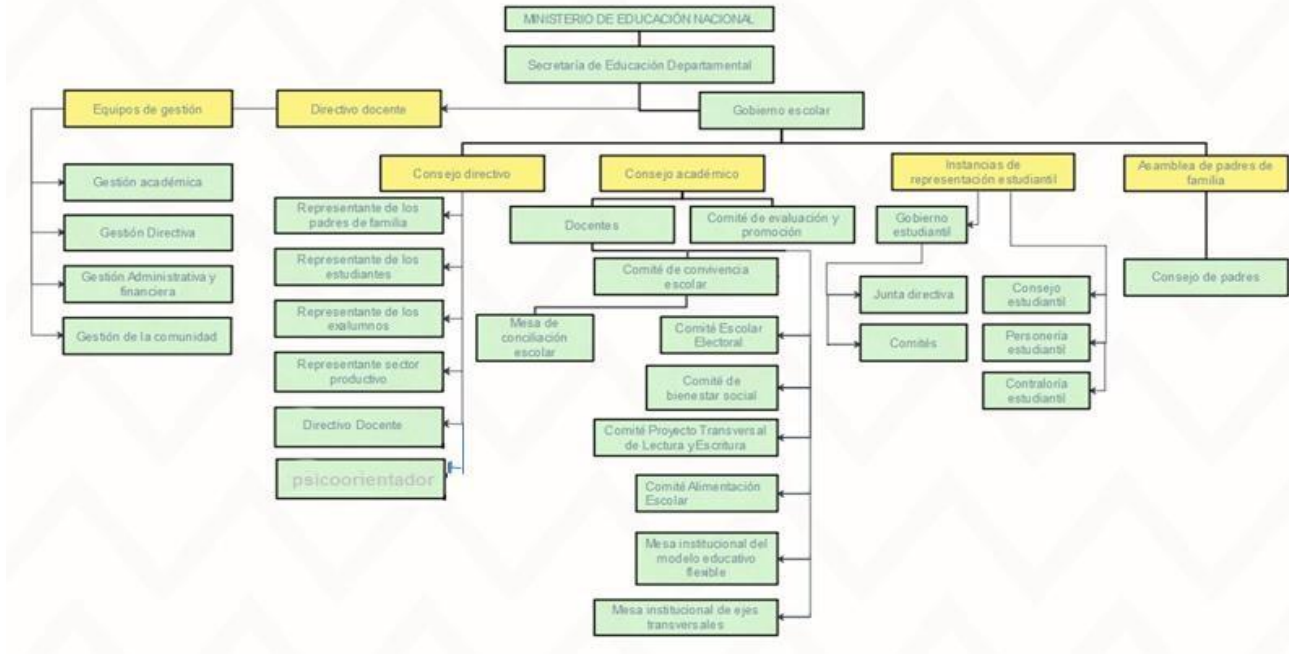 MINISTERIO DE EDUCACIÓN NACIONAL
Secretaría de Educación Departamental
Equipos de gestión
Directivo docente
Gobierno escolar
Gestión académica
Gestión Directiva
Gestión Administrativa y
financiera
Gestión de la comunidad
Consejo directivo
Representante de los
padres de familia
Representante de los
estudiantes
Representante de los
exalumnos
Representante sector
productivo
Directivo Docente
psicoorientador
Consejo académico
Docentes
Comité de evaluación y
promoción
Comité de convivencia
escolar
Mesa de
conciliación
escolar
Comité Escolar
Electoral
Comité de
bienestar social
Comité Proyecto Transversal
de Lectura y Escritura
Comité Alimentación
Escolar
Mesa institucional del
modelo educativo
flexible
Mesa institucional de ejes
transversales
Instancias de
representación estudiantil
Gobierno
estudiantil
Junta directiva
Comités
Consejo
estudiantil
Personería
estudiantil
Contraloría
estudiantil
Asamblea de padres de
familia
Consejo de padres